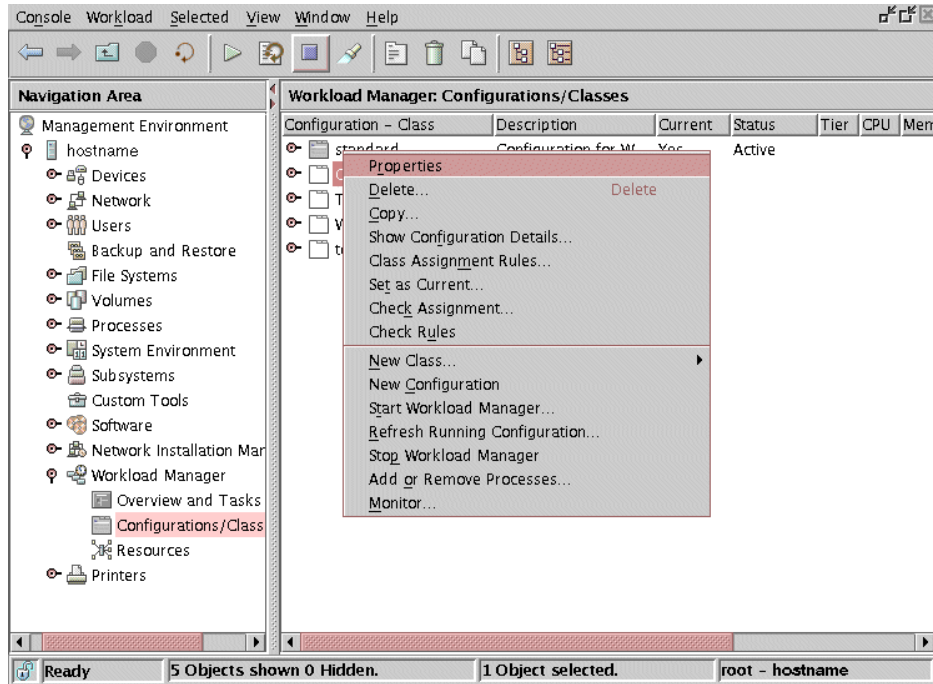 Console Workload Selected View Window Help
Navigation Area
Workload Manager: Configurations/Classes
Management Environment
hostname
Devices
Network
Users
Backup and Restore
File Systems
Volumes
Processes
System Environment
Subsystems
Custom Tools
Software
Network Installation Man
Workload Manager
Overview and Tasks
Configurations/Class
Resources
Printers
Configuration – Class Description Current Status Tier CPU Mem
standard Configuration for W... Yes Active
Properties
Delete... Delete
Copy...
Show Configuration Details...
Class Assignment Rules...
Set as Current...
Check Assignment...
Check Rules
New Class...
New Configuration
Start Workload Manager...
Refresh Running Configuration...
Stop Workload Manager
Add or Remove Processes...
Monitor...
Ready 5 Objects shown 0 Hidden. 1 Object selected. root – hostname